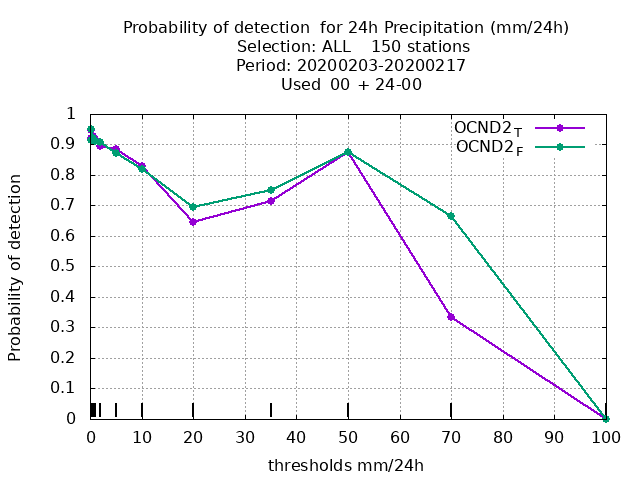 Probability of detection  for 24h Precipitation (mm/24h)
Selection: ALL    150 stations
Period: 20200203-20200217
Used  00 + 24-00
OCND2T
OCND2F
Probability of detection
1
0.9
0.8
0.7
0.6
0.5
0.4
0.3
0.2
0.1
0
0 10 20 30 40 50 60 70 80 90 100
thresholds mm/24h